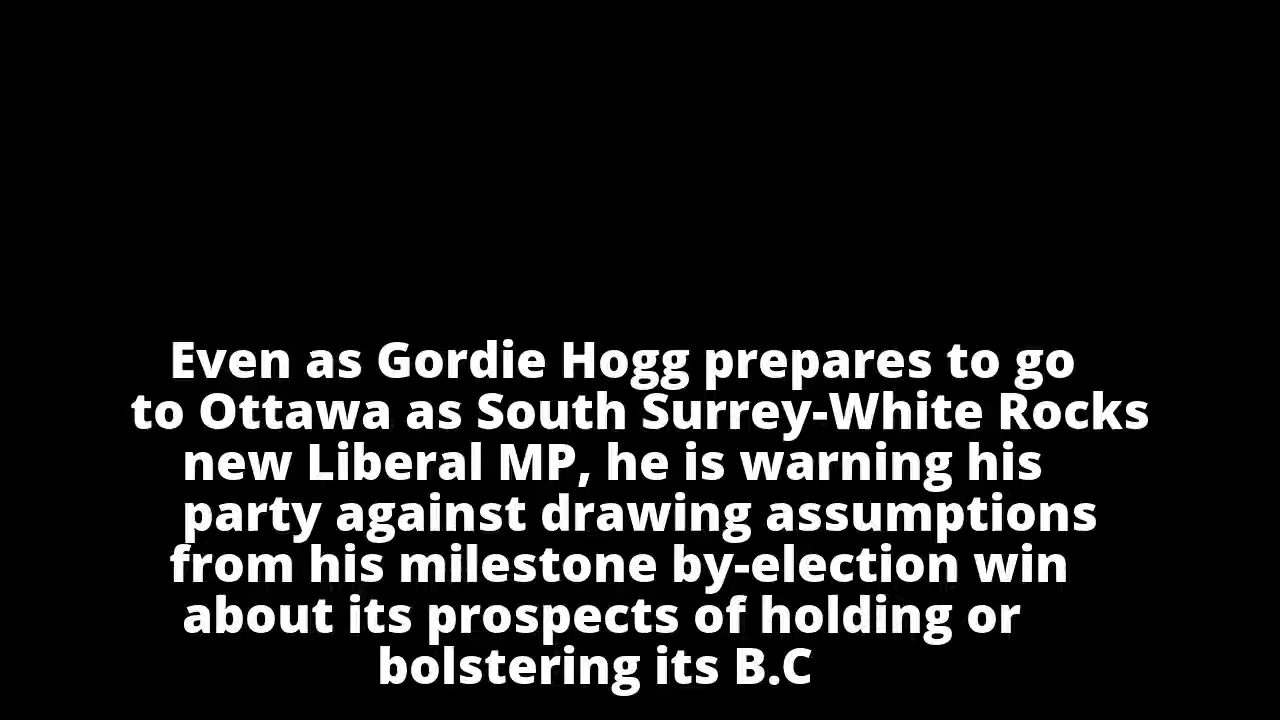 Even as Gordie Hogg prepares to go
to Ottawa as South Surrey-White Rocks
new Liberal MP, he is warning his
party against drawing assumptions
from his milestone by-election win
about its prospects of holding or
bolstering its B.C